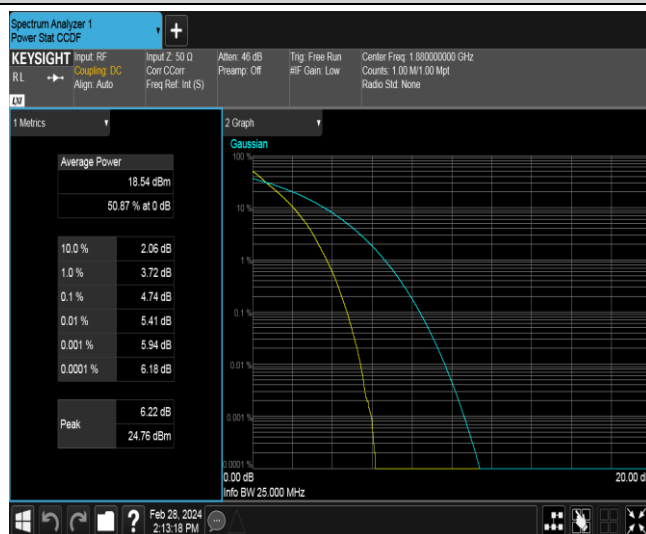 Spectrum Analyzer 1
Power Stat CCDF
+
KEYSIGHT Input: RF Input Z: 50 Ω Atten: 46 dB Trig: Free Run Center Freq: 1.880000000 GHz
RL Coupling: DC Corr CCorr Preamp: Off #IF Gain: Low Counts: 1.00 M/1.00 Mpt
Align: Auto Freq Ref: Int (S) Radio Std: None
LXI
1 Metrics
2 Graph
Average Power
18.54 dBm
50.87 % at 0 dB
10.0 % 2.06 dB
1.0 % 3.72 dB
0.1 % 4.74 dB
0.01 % 5.41 dB
0.001 % 5.94 dB
0.0001 % 6.18 dB
Peak 6.22 dB
24.76 dBm
Gaussian
100 %
10 %
1 %
0.1 %
0.01 %
0.001 %
0.0001 %
0.00 dB 20.00 d
Info BW 25.000 MHz
? Feb 28, 2024
2:13:18 PM